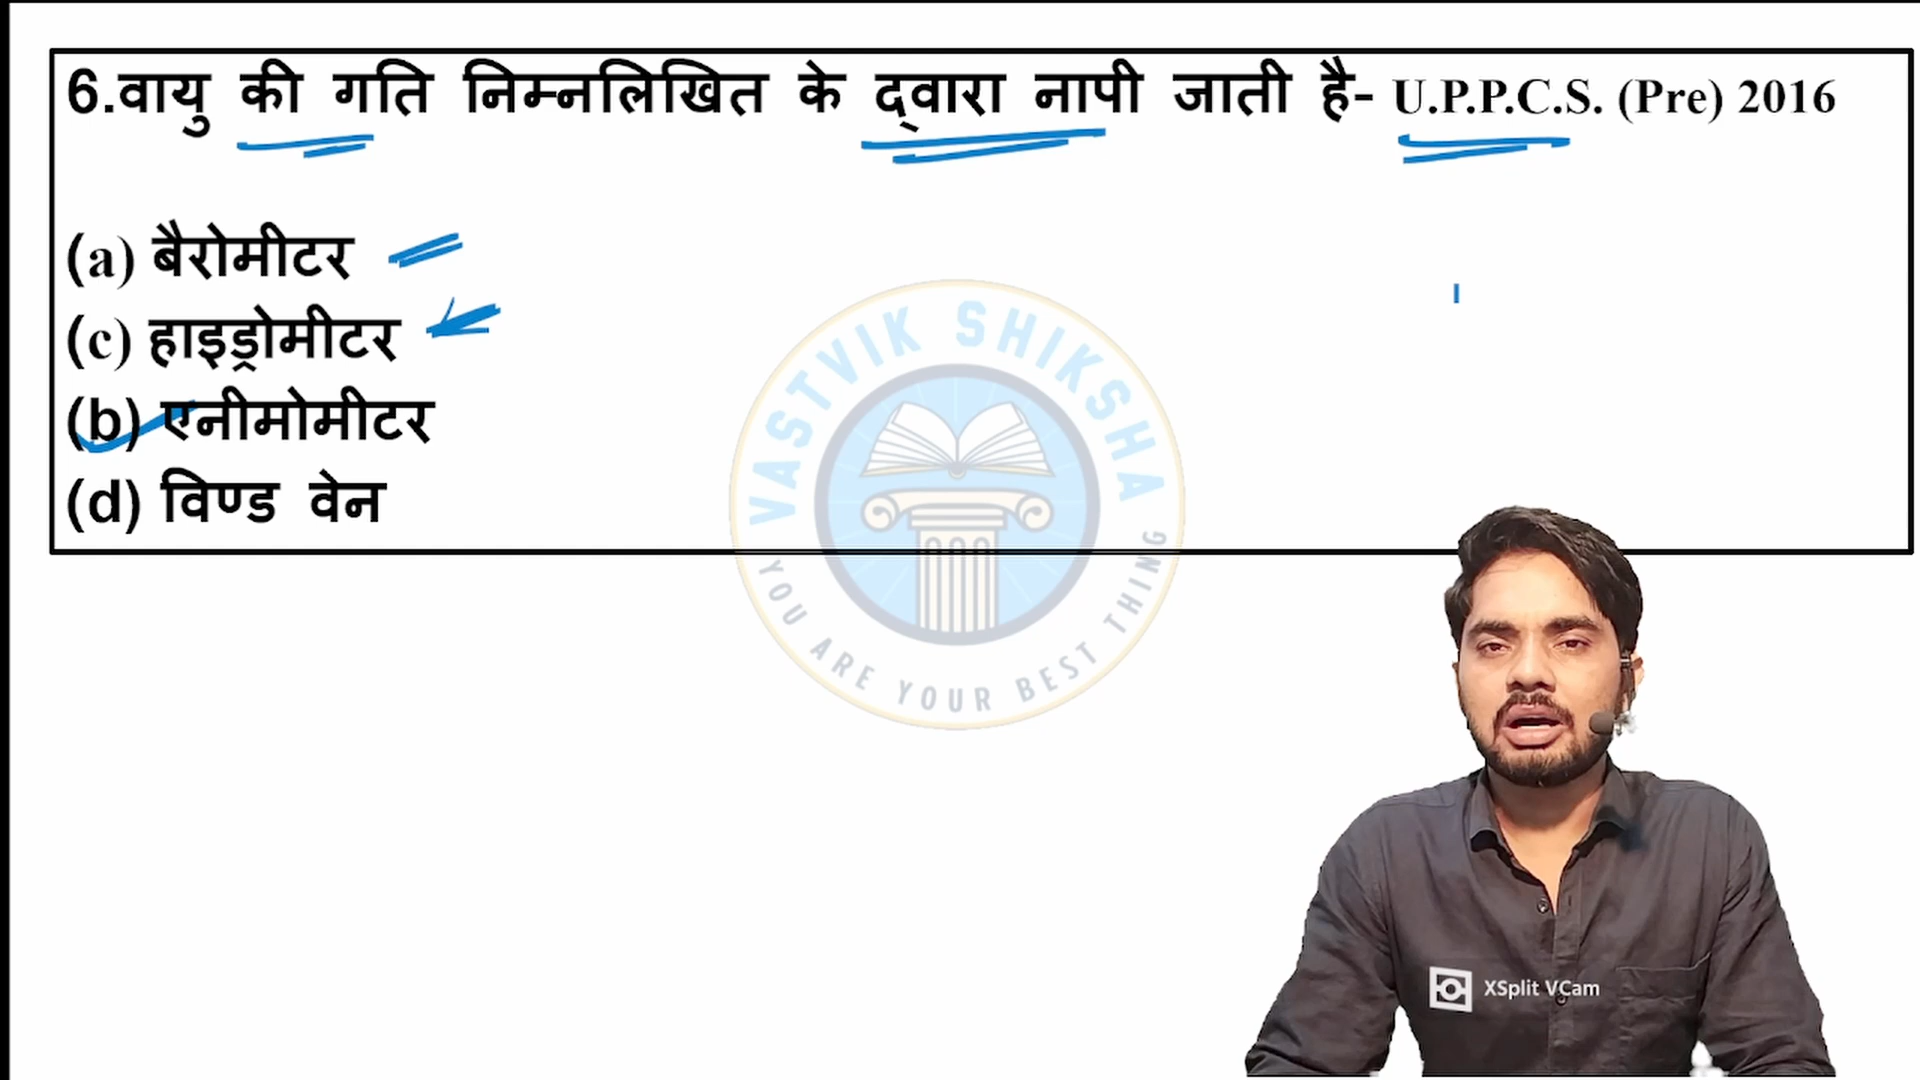 6.वायु की गति निम्नलिखित के द्वारा नापी जाती है- U.P.P.C.S. (Pre) 2016
(a) बैरोमीटर
(c) हाइड्रोमीटर
(b) एनीमोमीटर
(d) विण्ड वेन
VASTVIK SHIKSHA
YOU ARE YOUR BEST THING
XSplit VCam